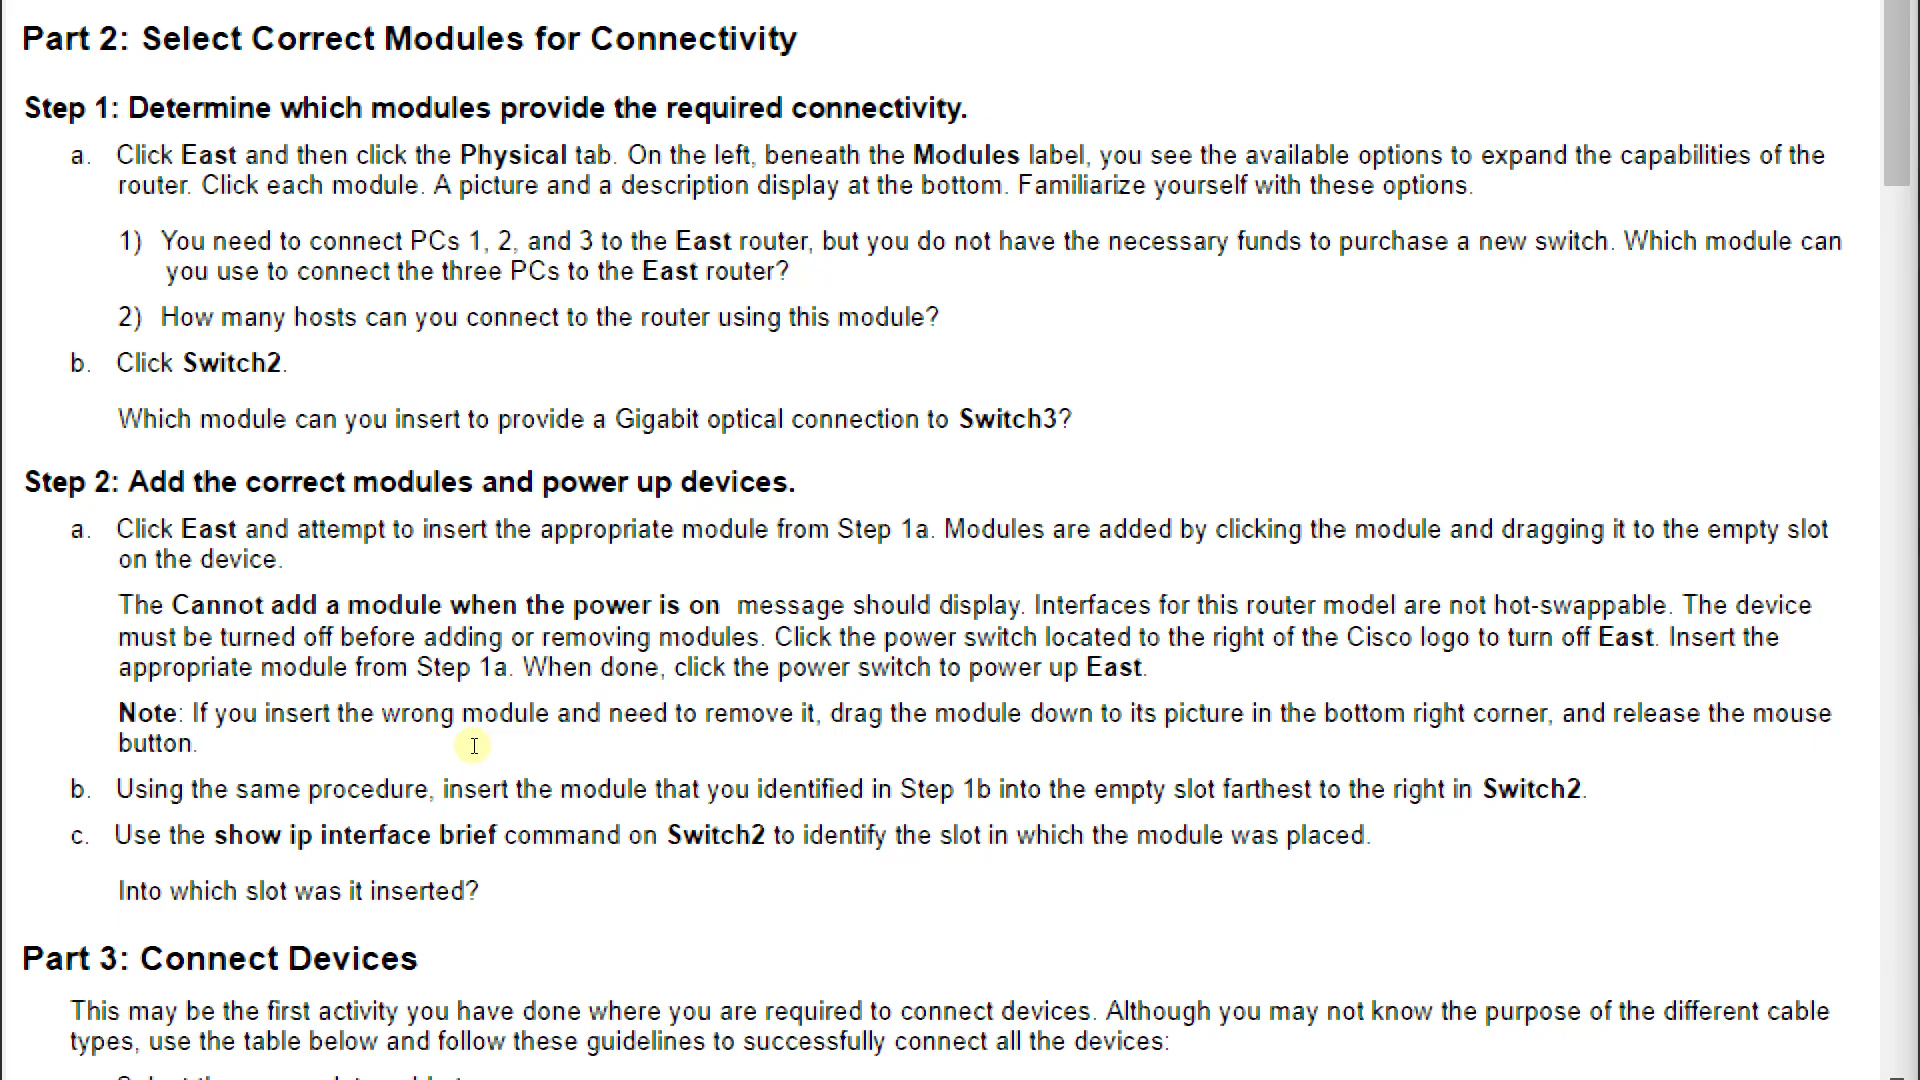 Part 2: Select Correct Modules for Connectivity
Step 1: Determine which modules provide the required connectivity.
a. Click East and then click the Physical tab. On the left, beneath the Modules label, you see the available options to expand the capabilities of the
router. Click each module. A picture and a description display at the bottom. Familiarize yourself with these options.
1) You need to connect PCs 1, 2, and 3 to the East router, but you do not have the necessary funds to purchase a new switch. Which module can
you use to connect the three PCs to the East router?
2) How many hosts can you connect to the router using this module?
b. Click Switch2.
Which module can you insert to provide a Gigabit optical connection to Switch3?
Step 2: Add the correct modules and power up devices.
a. Click East and attempt to insert the appropriate module from Step 1a. Modules are added by clicking the module and dragging it to the empty slot
on the device.
The Cannot add a module when the power is on message should display. Interfaces for this router model are not hot-swappable. The device
must be turned off before adding or removing modules. Click the power switch located to the right of the Cisco logo to turn off East. Insert the
appropriate module from Step 1a. When done, click the power switch to power up East.
Note: If you insert the wrong module and need to remove it, drag the module down to its picture in the bottom right corner, and release the mouse
button.
b. Using the same procedure, insert the module that you identified in Step 1b into the empty slot farthest to the right in Switch2.
c. Use the show ip interface brief command on Switch2 to identify the slot in which the module was placed.
Into which slot was it inserted?
Part 3: Connect Devices
This may be the first activity you have done where you are required to connect devices. Although you may not know the purpose of the different cable
types, use the table below and follow these guidelines to successfully connect all the devices: